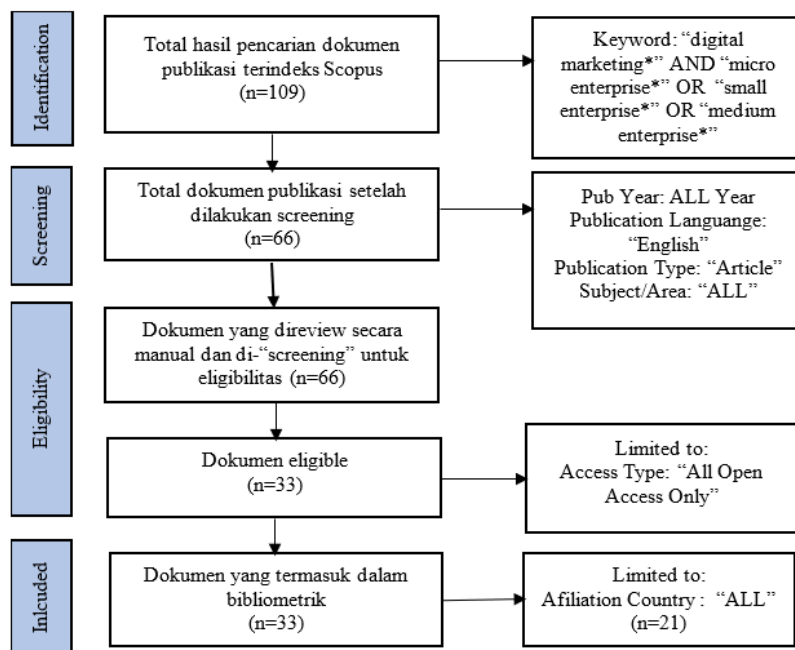 Identification
Total hasil pencarian dokumen
publikasi terindeks Scopus
(n=109)
Keyword: “digital
marketing*” AND “micro
enterprise*” OR “small
enterprise*” OR “medium
enterprise*”
Screening
Total dokumen publikasi setelah
dilakukan screening
(n=66)
Pub Year: ALL Year
Publication Languange:
“English”
Publication Type: “Article”
Subject/Area: “ALL”
Eligibility
Dokumen yang direview secara
manual dan di-“screening” untuk
eligibilitas (n=66)
Dokumen eligible
(n=33)
Limited to:
Access Type: “All Open
Access Only”
Inlcuded
Dokumen yang termasuk dalam
bibliometrik
(n=33)
Limited to:
Afiliation Country : “ALL”
(n=21)